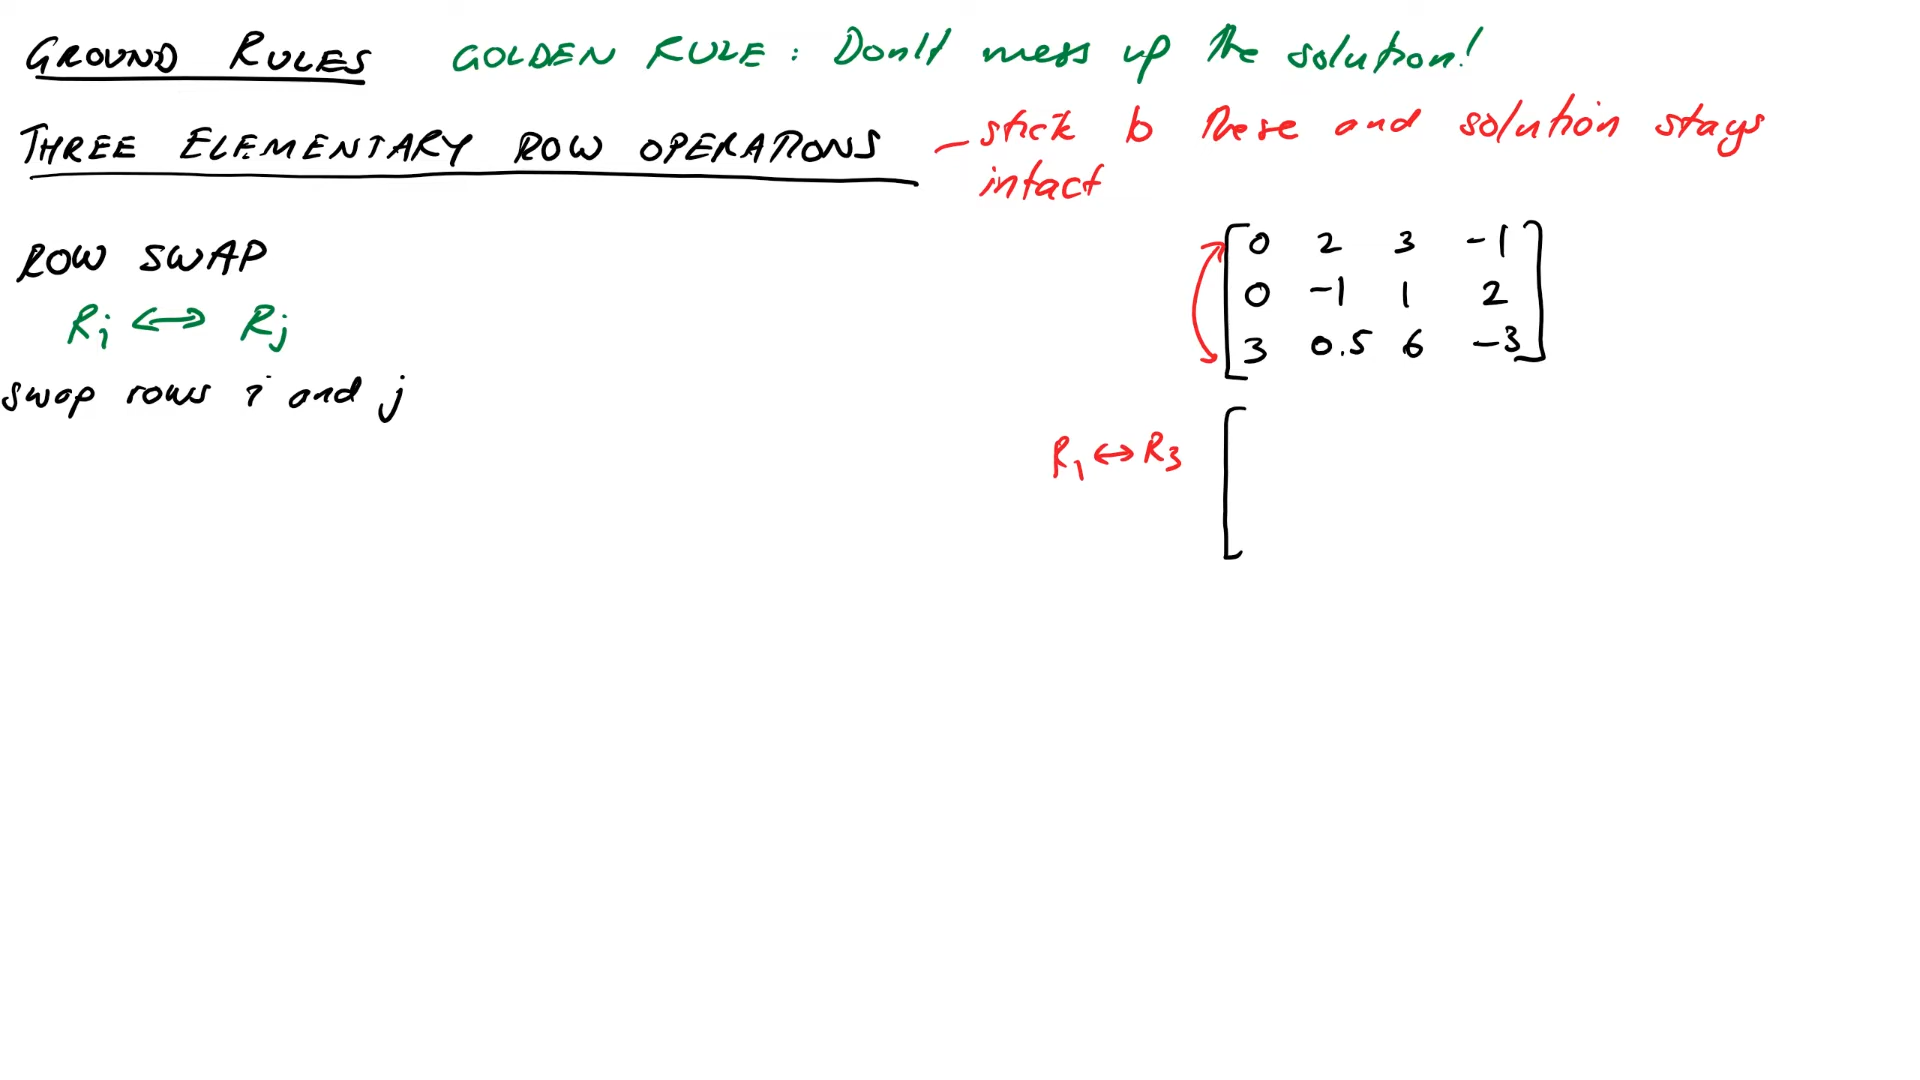 GROUND RULES GOLDEN RULE : Don't mess up the solution!
THREE ELEMENTARY ROW OPERATIONS – stick to these and solution stays
intact
ROW SWAP
Ri ↔ Rj
swap rows i and j
0 2 3 -1
0 -1 1 2
3 0.5 6 -3
R1 ↔ R3